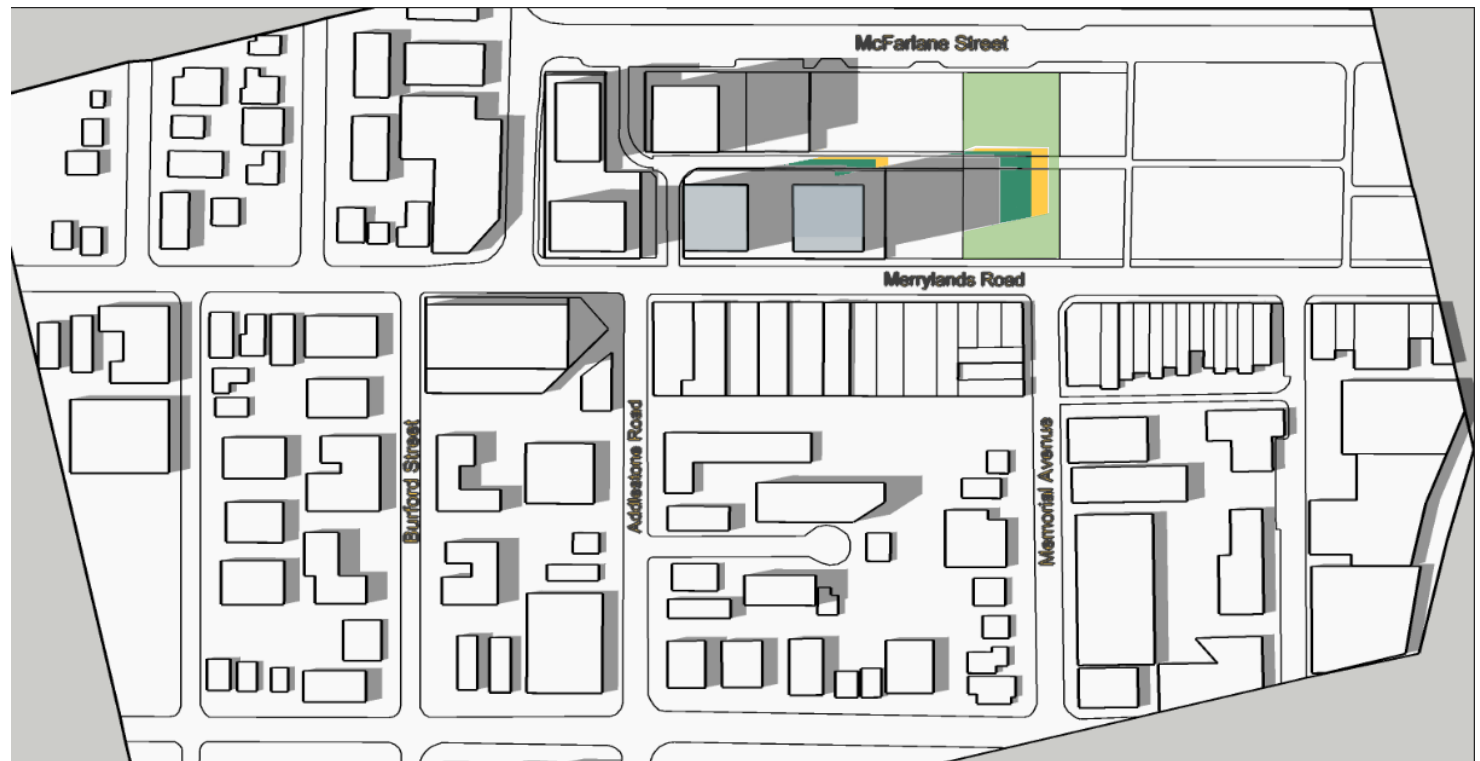 McFarlane Street
Merrylands Road
Burford Street
Addlestone Road
Memorial Avenue